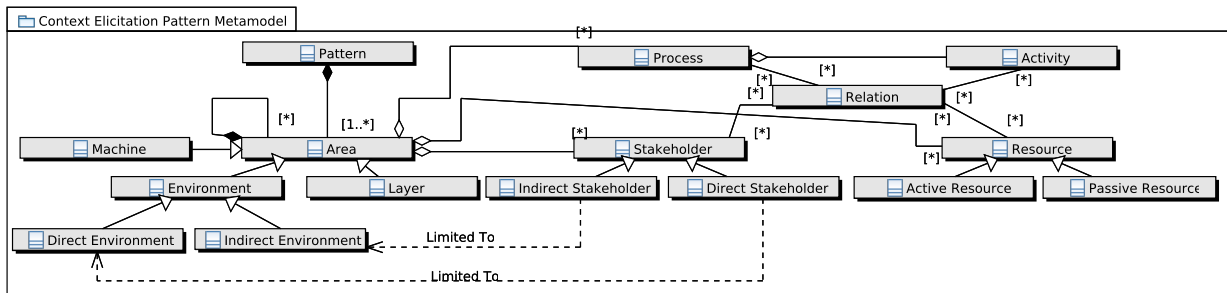 Context Elicitation Pattern Metamodel
[*]
Pattern
Process
Activity
[*]
[*]
[*]
[*]
Relation
[*]
[*]
[1..*]
[*]
[*]
[*]
[*]
Machine
Area
Stakeholder
Resource
[*]
Environment
Layer
Indirect Stakeholder
Direct Stakeholder
Active Resource
Passive Resource
Direct Environment
Indirect Environment
Limited To
Limited To